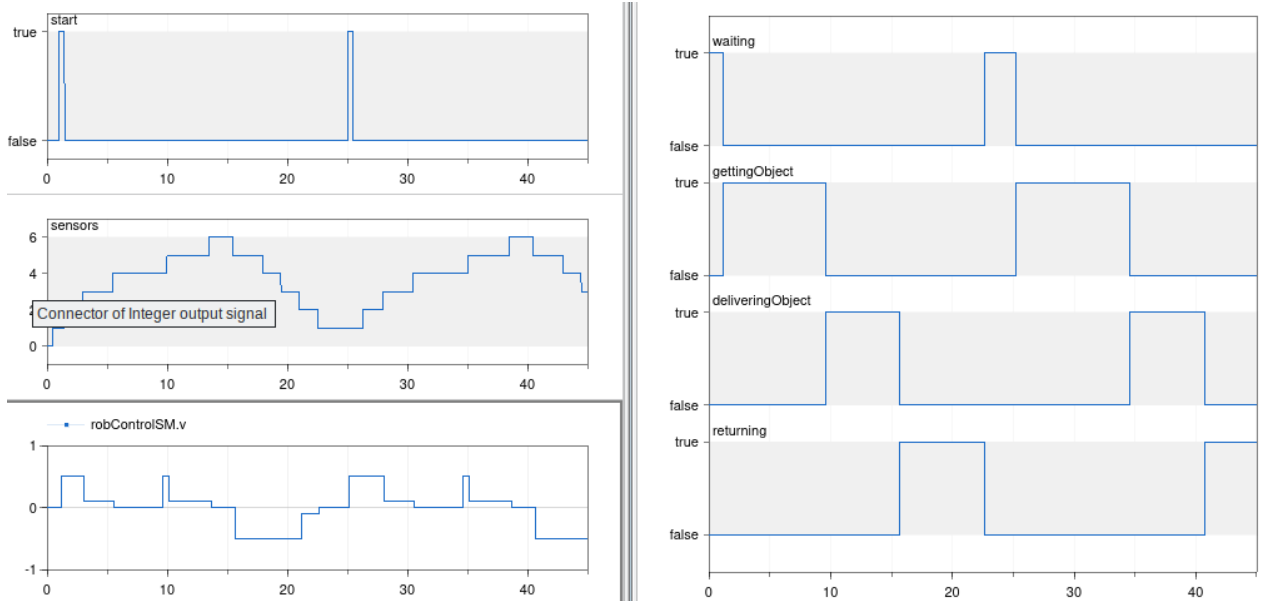 start
true
false
0
10
20
30
40
sensors
6
4
2
0
Connector of Integer output signal
0
10
20
30
40
robControlSM.v
1
0
-1
0
10
20
30
40
waiting
true
false
gettingObject
true
false
deliveringObject
true
false
returning
true
false
0
10
20
30
40